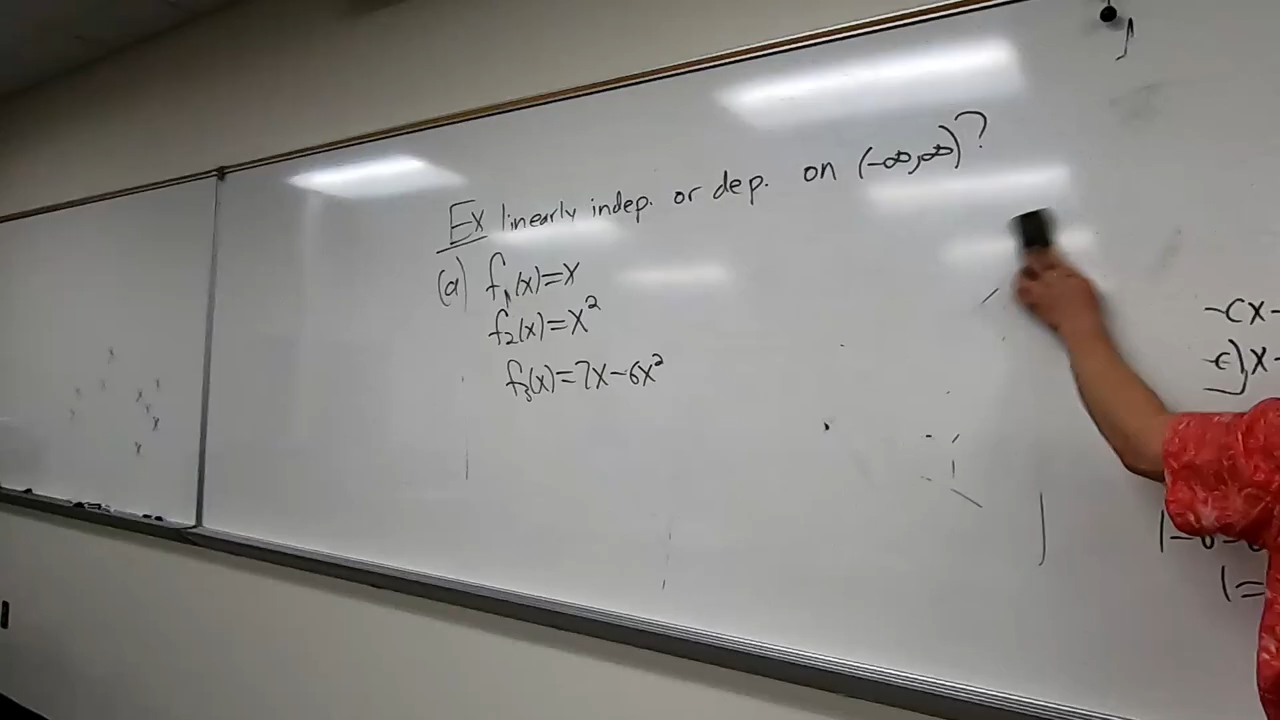 Ex linearly indep. or dep. on (-∞,∞)?
(a) f₁(x)=x
f₂(x)=x²
f₃(x)=7x-6x²